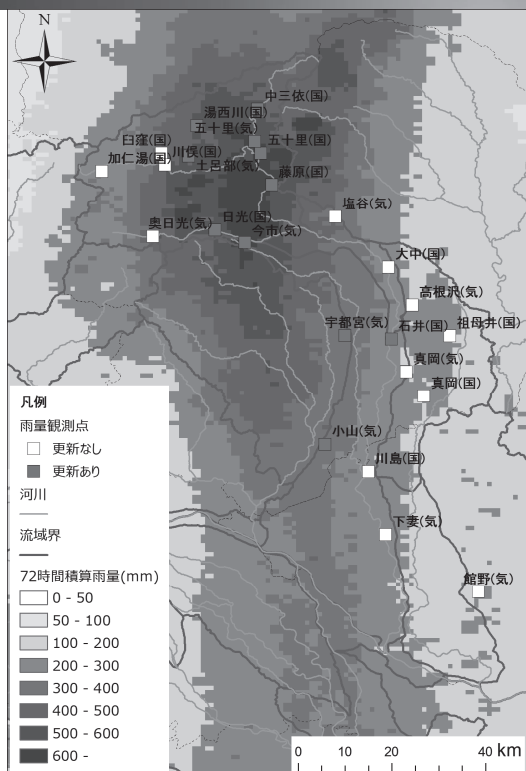 N
中三依(国)
湯西川(国)
五十里(気)
臼窪(国)
五十里(国)
加仁湯(国)
川俣(国)
土呂部(気)
藤原(国)
塩谷(気)
奥日光(気)
日光(国)
今市(気)
大中(国)
高根沢(気)
宇都宮(気)
石井(国)
祖母井(国)
真岡(気)
真岡(国)
小山(気)
川島(国)
下妻(気)
館野(気)
凡例
雨量観測点
更新なし
更新あり
河川
流域界
72時間積算雨量(mm)
0 - 50
50 - 100
100 - 200
200 - 300
300 - 400
400 - 500
500 - 600
600 -
0 10 20 40 km